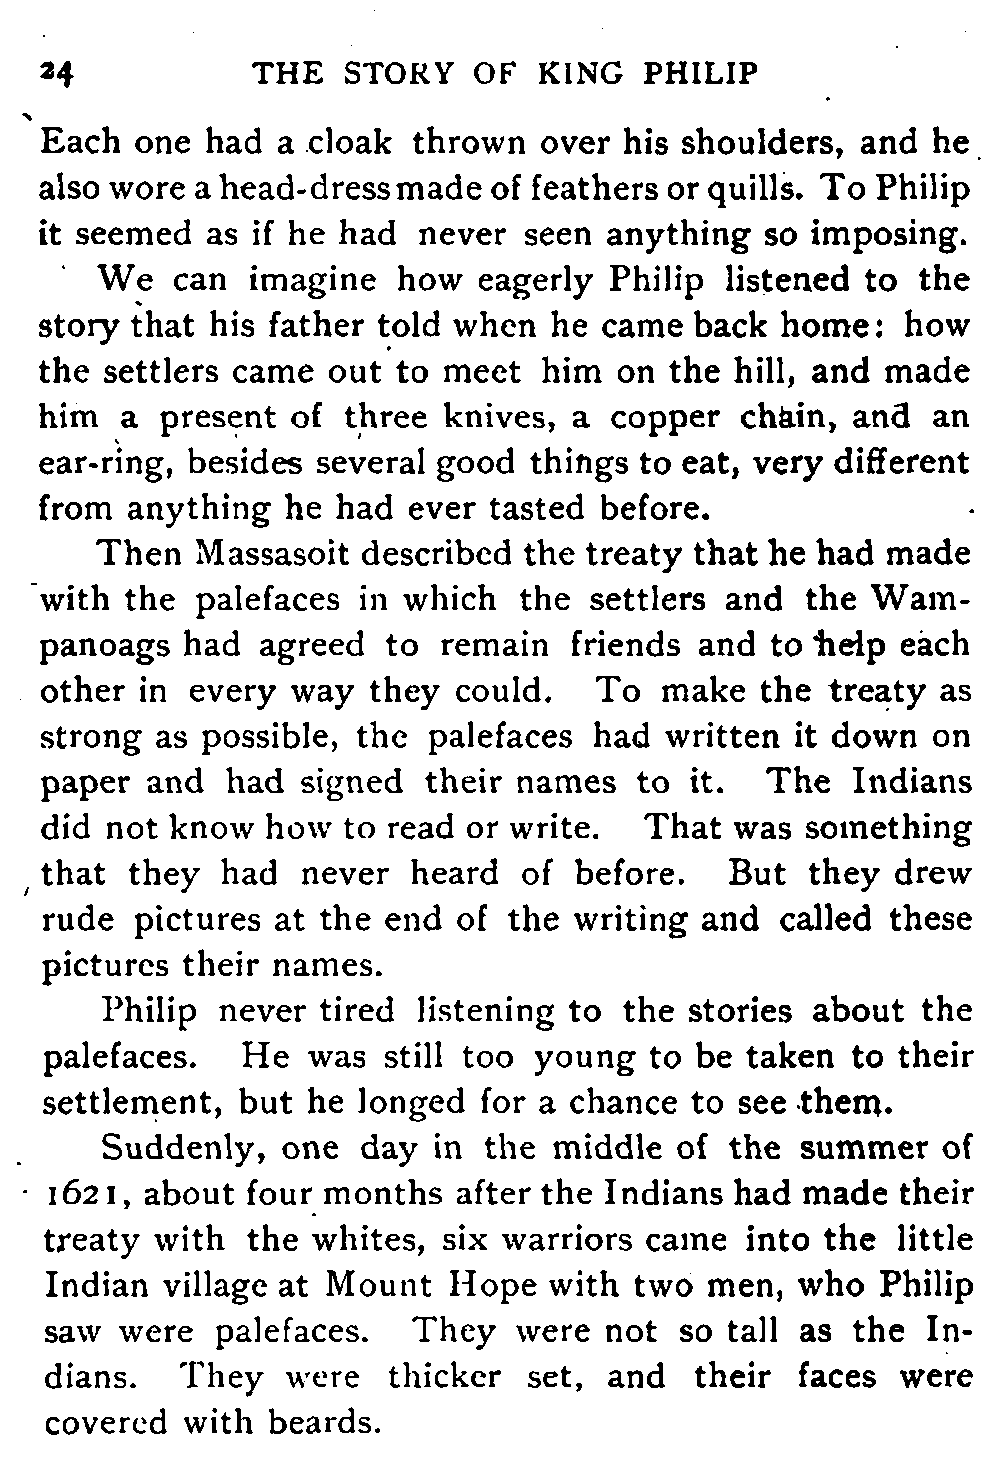 24 THE STORY OF KING PHILIP
Each one had a cloak thrown over his shoulders, and he
also wore a head-dress made of feathers or quills. To Philip
it seemed as if he had never seen anything so imposing.
We can imagine how eagerly Philip listened to the
story that his father told when he came back home: how
the settlers came out to meet him on the hill, and made
him a present of three knives, a copper chain, and an
ear-ring, besides several good things to eat, very different
from anything he had ever tasted before.
Then Massasoit described the treaty that he had made
with the palefaces in which the settlers and the Wam-
panoags had agreed to remain friends and to help each
other in every way they could. To make the treaty as
strong as possible, the palefaces had written it down on
paper and had signed their names to it. The Indians
did not know how to read or write. That was something
that they had never heard of before. But they drew
rude pictures at the end of the writing and called these
pictures their names.
Philip never tired listening to the stories about the
palefaces. He was still too young to be taken to their
settlement, but he longed for a chance to see them.
Suddenly, one day in the middle of the summer of
1621, about four months after the Indians had made their
treaty with the whites, six warriors came into the little
Indian village at Mount Hope with two men, who Philip
saw were palefaces. They were not so tall as the In-
dians. They were thicker set, and their faces were
covered with beards.